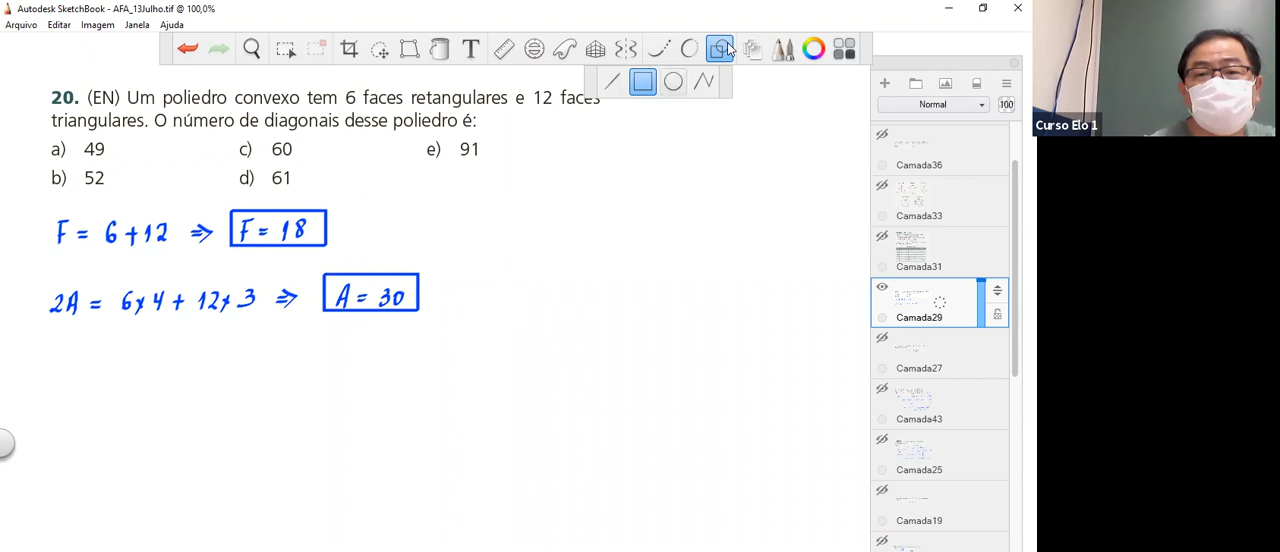 Autodesk SketchBook - AFA_13Julho.tif @ 100,0%
Arquivo Editar Imagem Janela Ajuda
T
Normal 100
20. (EN) Um poliedro convexo tem 6 faces retangulares e 12 faces
triangulares. O número de diagonais desse poliedro é:
a) 49 c) 60 e) 91
b) 52 d) 61
F = 6 + 12 ⇒ F = 18
2A = 6 x 4 + 12 x 3 ⇒ A = 30
Camada36
Camada33
Camada31
Camada29
Camada27
Camada43
Camada25
Camada19
Curso Elo 1